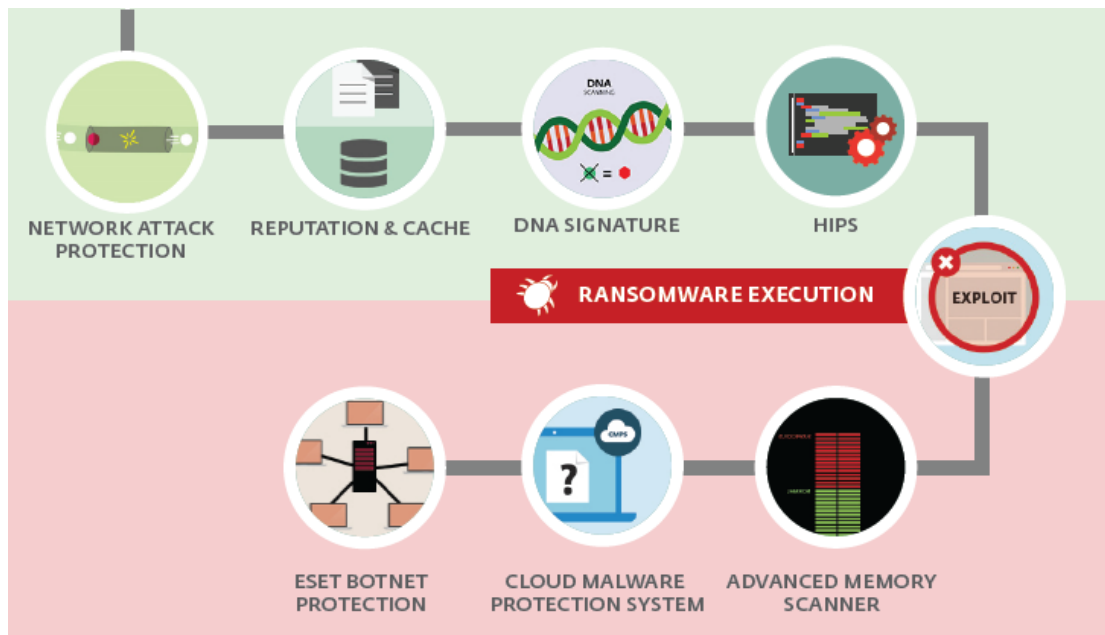 NETWORK ATTACK
PROTECTION
REPUTATION & CACHE
DNA
SCANNING
=
DNA SIGNATURE
HIPS
RANSOMWARE EXECUTION
EXPLOIT
ESET BOTNET
PROTECTION
CMPS
?
CLOUD MALWARE
PROTECTION SYSTEM
ADVANCED MEMORY
SCANNER